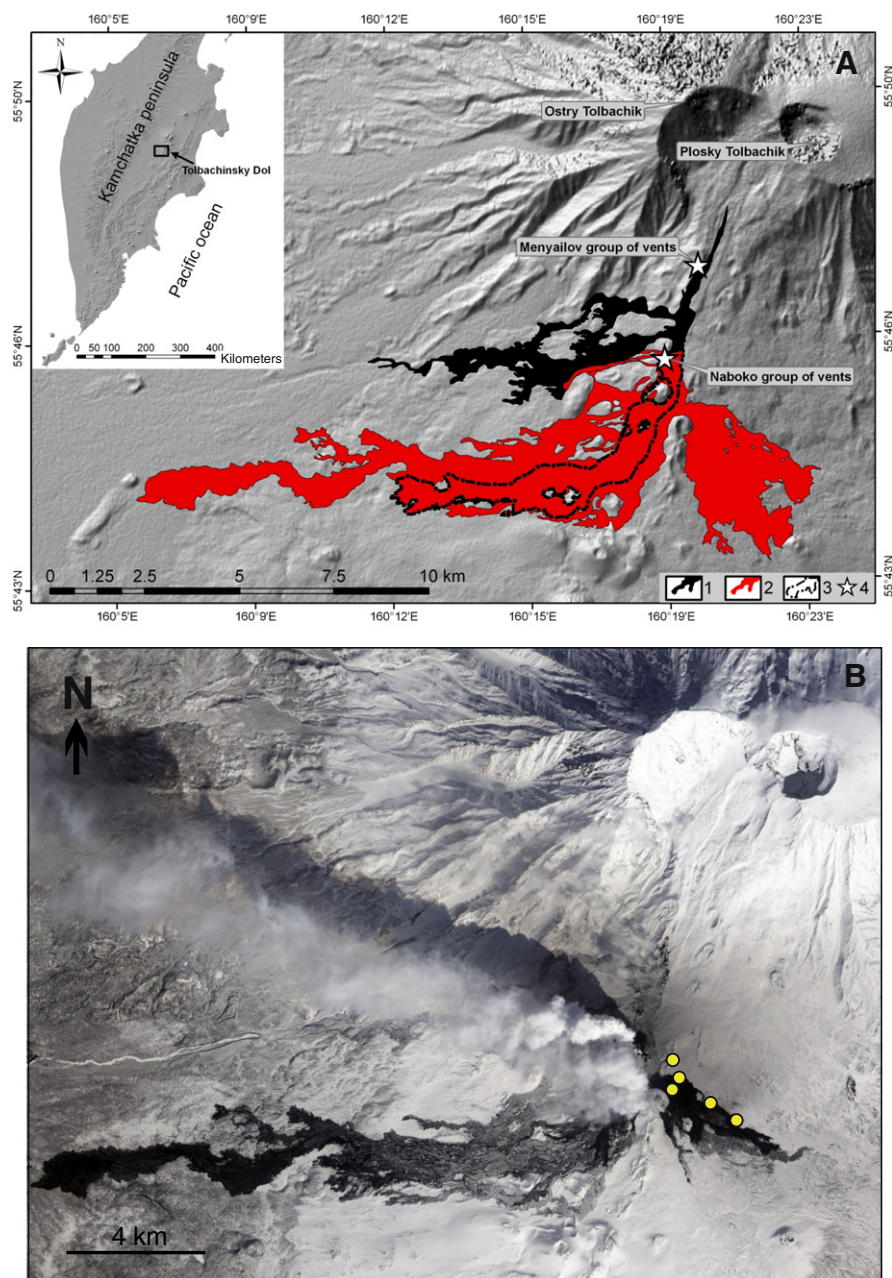 160°5'E 160°9'E 160°12'E 160°15'E 160°19'E 160°23'E
A
N
Kamchatka peninsula
Tolbachinsky Dol
Pacific ocean
0 50 100 200 300 400
Kilometers
55°50'N
55°46'N
55°43'N
55°50'N
55°46'N
55°43'N
Ostry Tolbachik
Plosky Tolbachik
Menyailov group of vents
Naboko group of vents
0 1.25 2.5 5 7.5 10 km
1 2 3 4
160°5'E 160°9'E 160°12'E 160°15'E 160°19'E 160°23'E
B
N
4 km